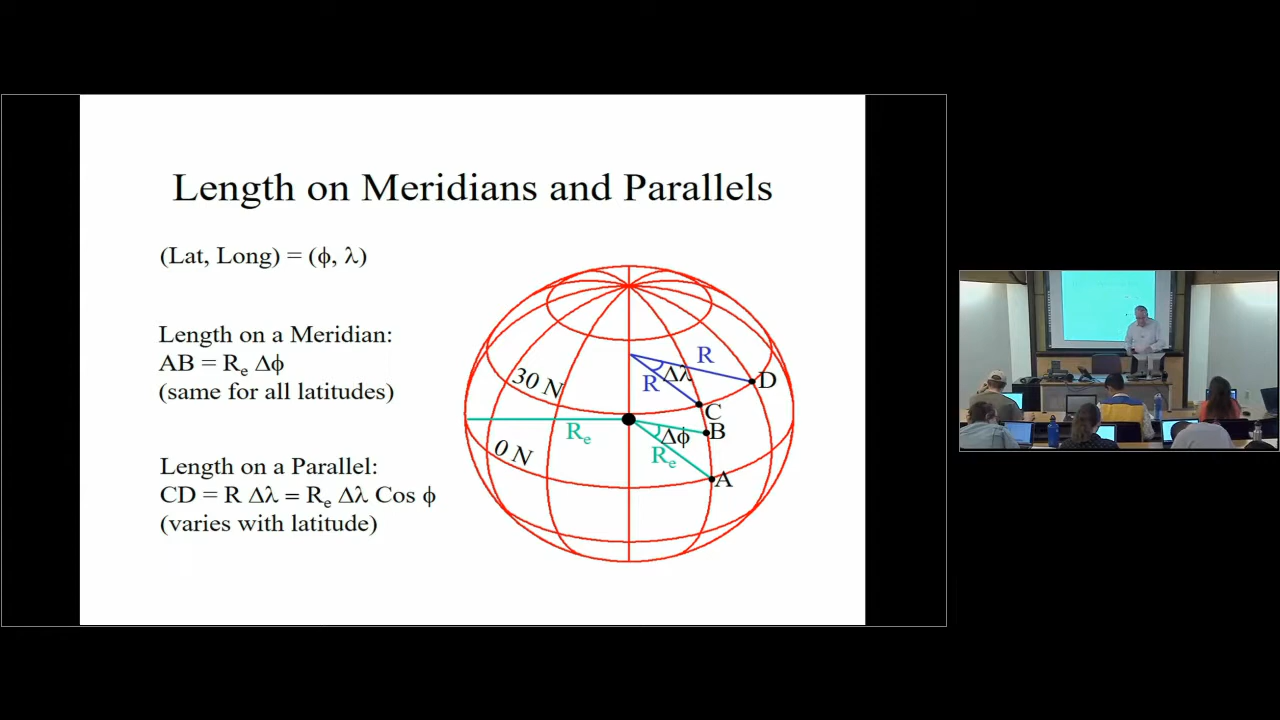 Length on Meridians and Parallels
(Lat, Long) = (ϕ, λ)
Length on a Meridian:
AB = Re Δϕ
(same for all latitudes)
Length on a Parallel:
CD = R Δλ = Re Δλ Cos ϕ
(varies with latitude)
30 N
0 N
R
R
Δλ
D
C
B
Re
Δϕ
Re
A